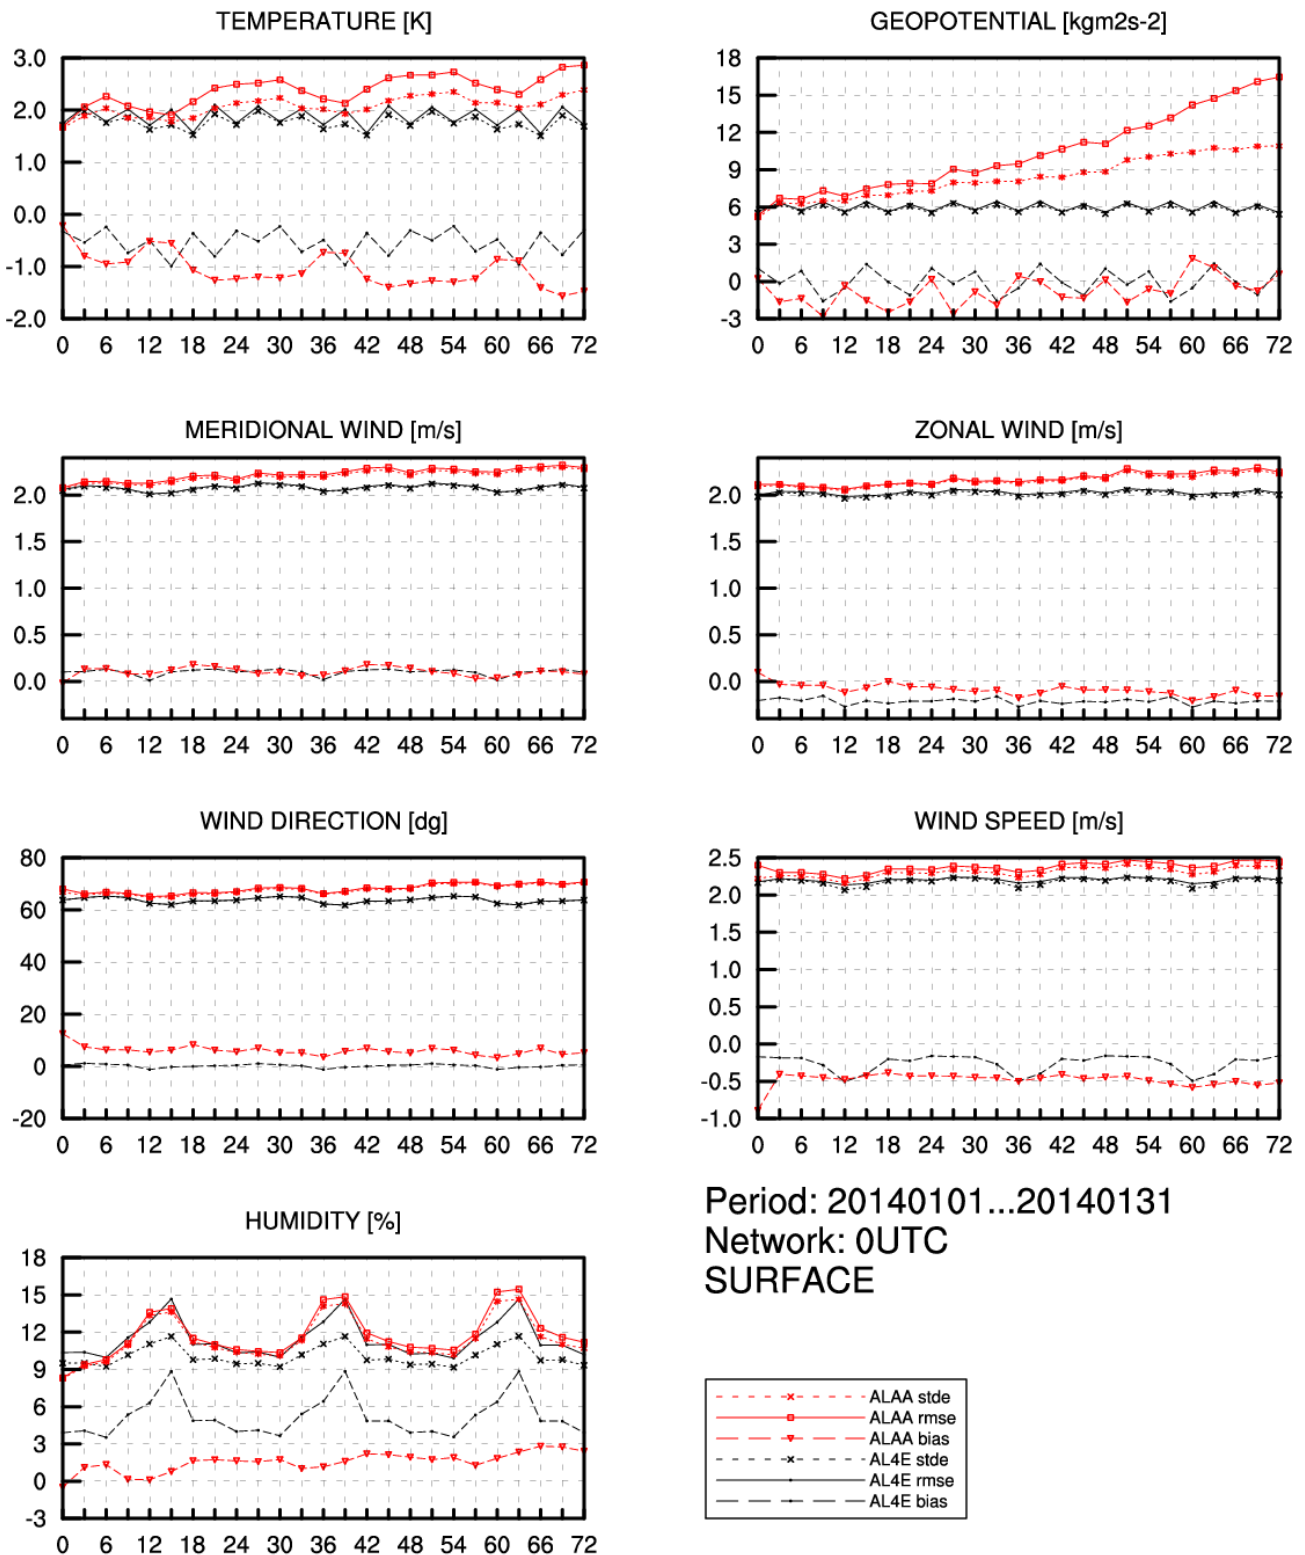 TEMPERATURE [K]
3.0
2.0
1.0
0.0
-1.0
-2.0
0 6 12 18 24 30 36 42 48 54 60 66 72
GEOPOTENTIAL [kgm2s-2]
18
15
12
9
6
3
0
-3
0 6 12 18 24 30 36 42 48 54 60 66 72
MERIDIONAL WIND [m/s]
2.0
1.5
1.0
0.5
0.0
0 6 12 18 24 30 36 42 48 54 60 66 72
ZONAL WIND [m/s]
2.0
1.5
1.0
0.5
0.0
0 6 12 18 24 30 36 42 48 54 60 66 72
WIND DIRECTION [dg]
80
60
40
20
0
-20
0 6 12 18 24 30 36 42 48 54 60 66 72
WIND SPEED [m/s]
2.5
2.0
1.5
1.0
0.5
0.0
-0.5
-1.0
0 6 12 18 24 30 36 42 48 54 60 66 72
HUMIDITY [%]
18
15
12
9
6
3
0
-3
0 6 12 18 24 30 36 42 48 54 60 66 72
Period: 20140101...20140131
Network: 0UTC
SURFACE
ALAA stde
ALAA rmse
ALAA bias
AL4E stde
AL4E rmse
AL4E bias